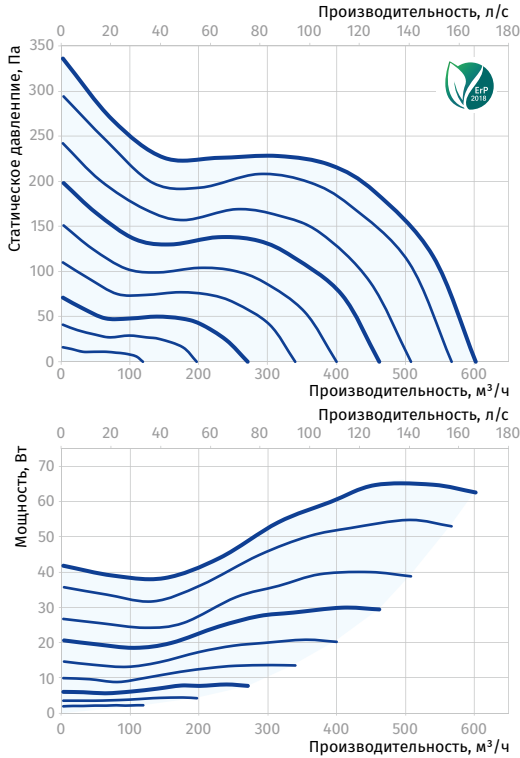 Производительность, л/с
0 20 40 60 80 100 120 140 160 180
350
300
250
200
150
100
50
0
Статическое давленпие, Па
ErP
2018
0 100 200 300 400 500 600
Производительность, м³/ч
Производительность, л/с
0 20 40 60 80 100 120 140 160 180
70
60
50
40
30
20
10
0
Мощность, Вт
0 100 200 300 400 500 600
Производительность, м³/ч